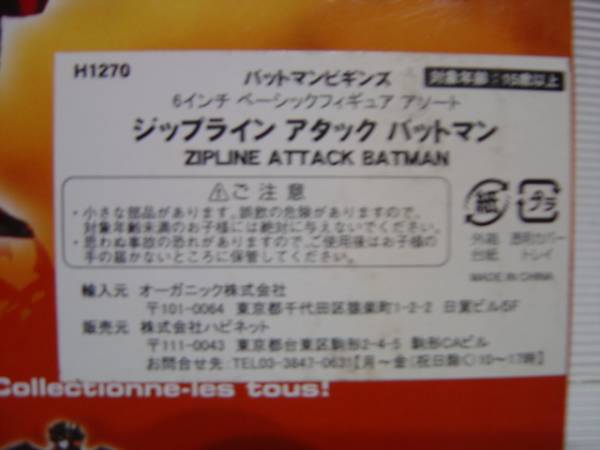 H1270
バットマンビギンズ
対象年齢：15歳以上
6インチ ベーシックフィギュア アソート
ジップライン アタック バットマン
ZIPLINE ATTACK BATMAN
⚠ご注意
・小さな部品があります。誤飲の危険がありますので、
対象年齢未満のお子様には絶対に与えないでください。
・思わぬ事故の恐れがありますので、ご使用後はお子様の
手の届かないところに保管してください。
紙
プラ
外箱 透明カバー
台紙 トレイ
MADE IN CHINA
輸入元 オーガニック株式会社
〒101-0064 東京都千代田区猿楽町1-2-2 日貿ビル5F
販売元 株式会社ハピネット
〒111-0043 東京都台東区駒形2-4-5 駒形CAビル
お問合せ先：TEL03-3847-0631【月～金(祝日除く)10～17時】
Collectionne-les tous!